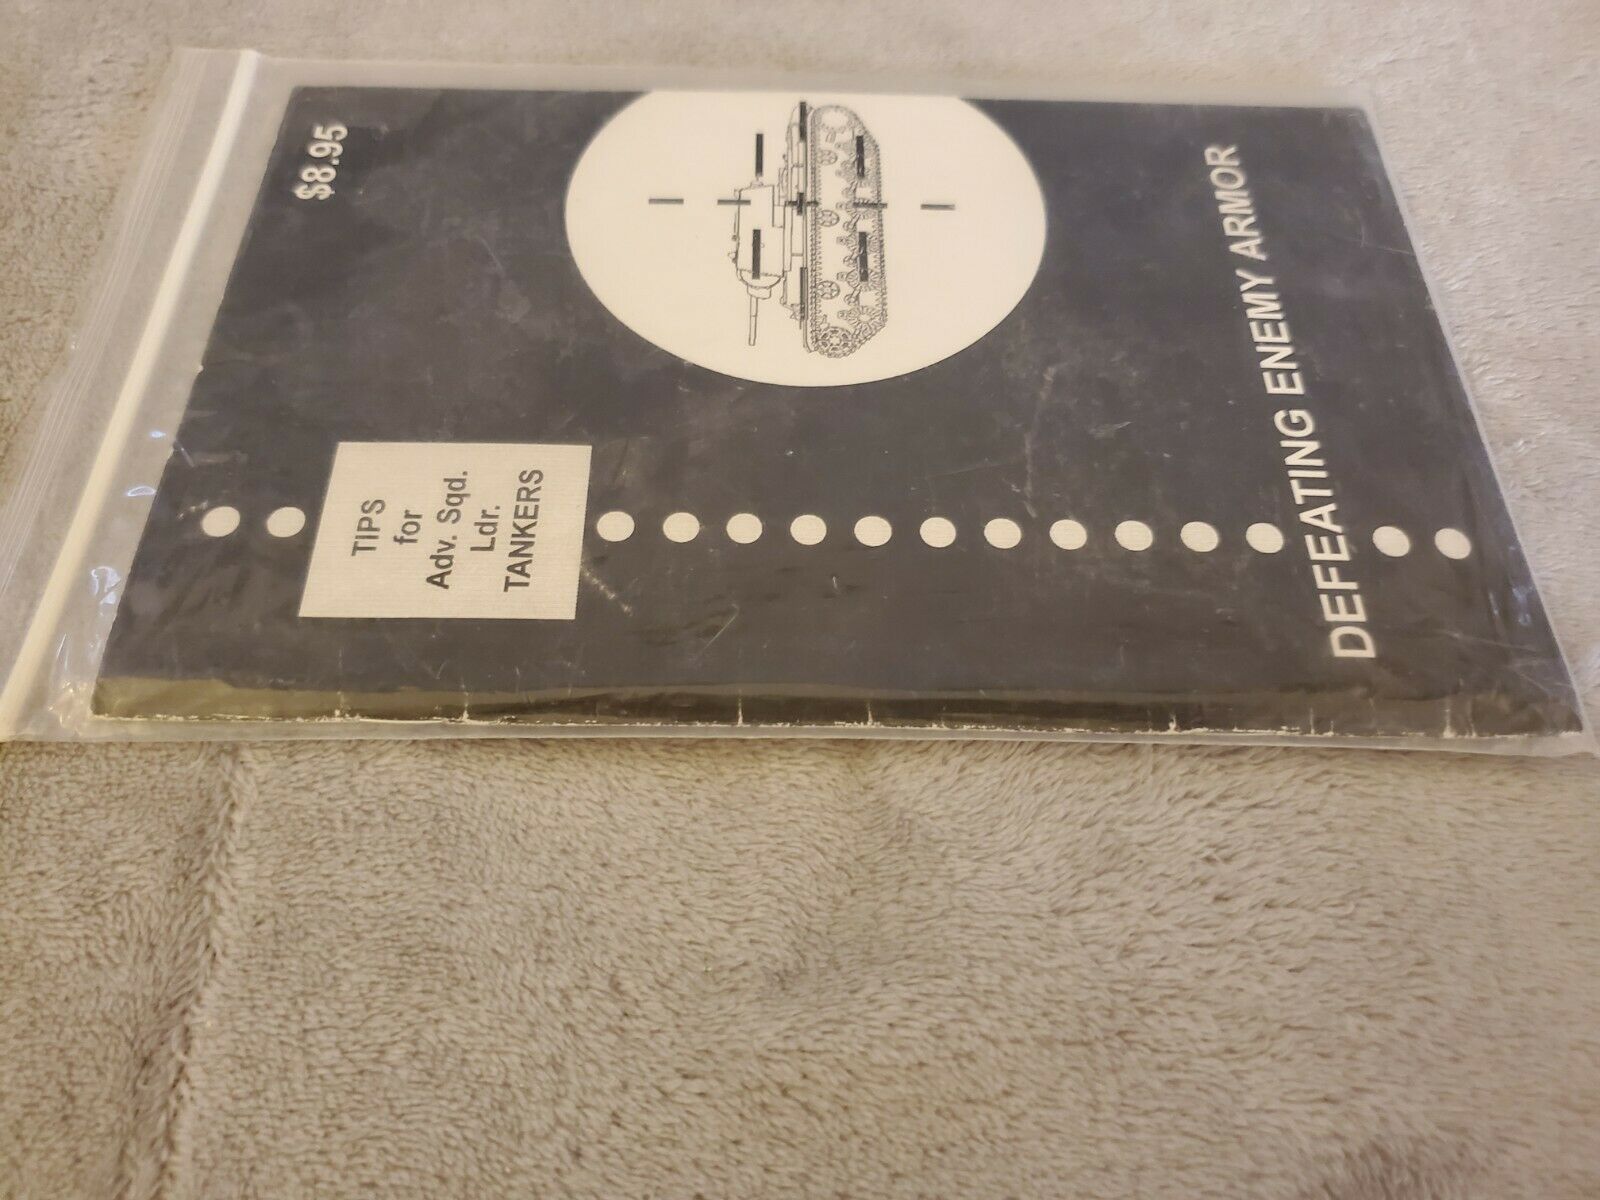 $8.95
TIPS
for
Adv. Sqd.
Ldr.
TANKERS
DEFEATING ENEMY ARMOR